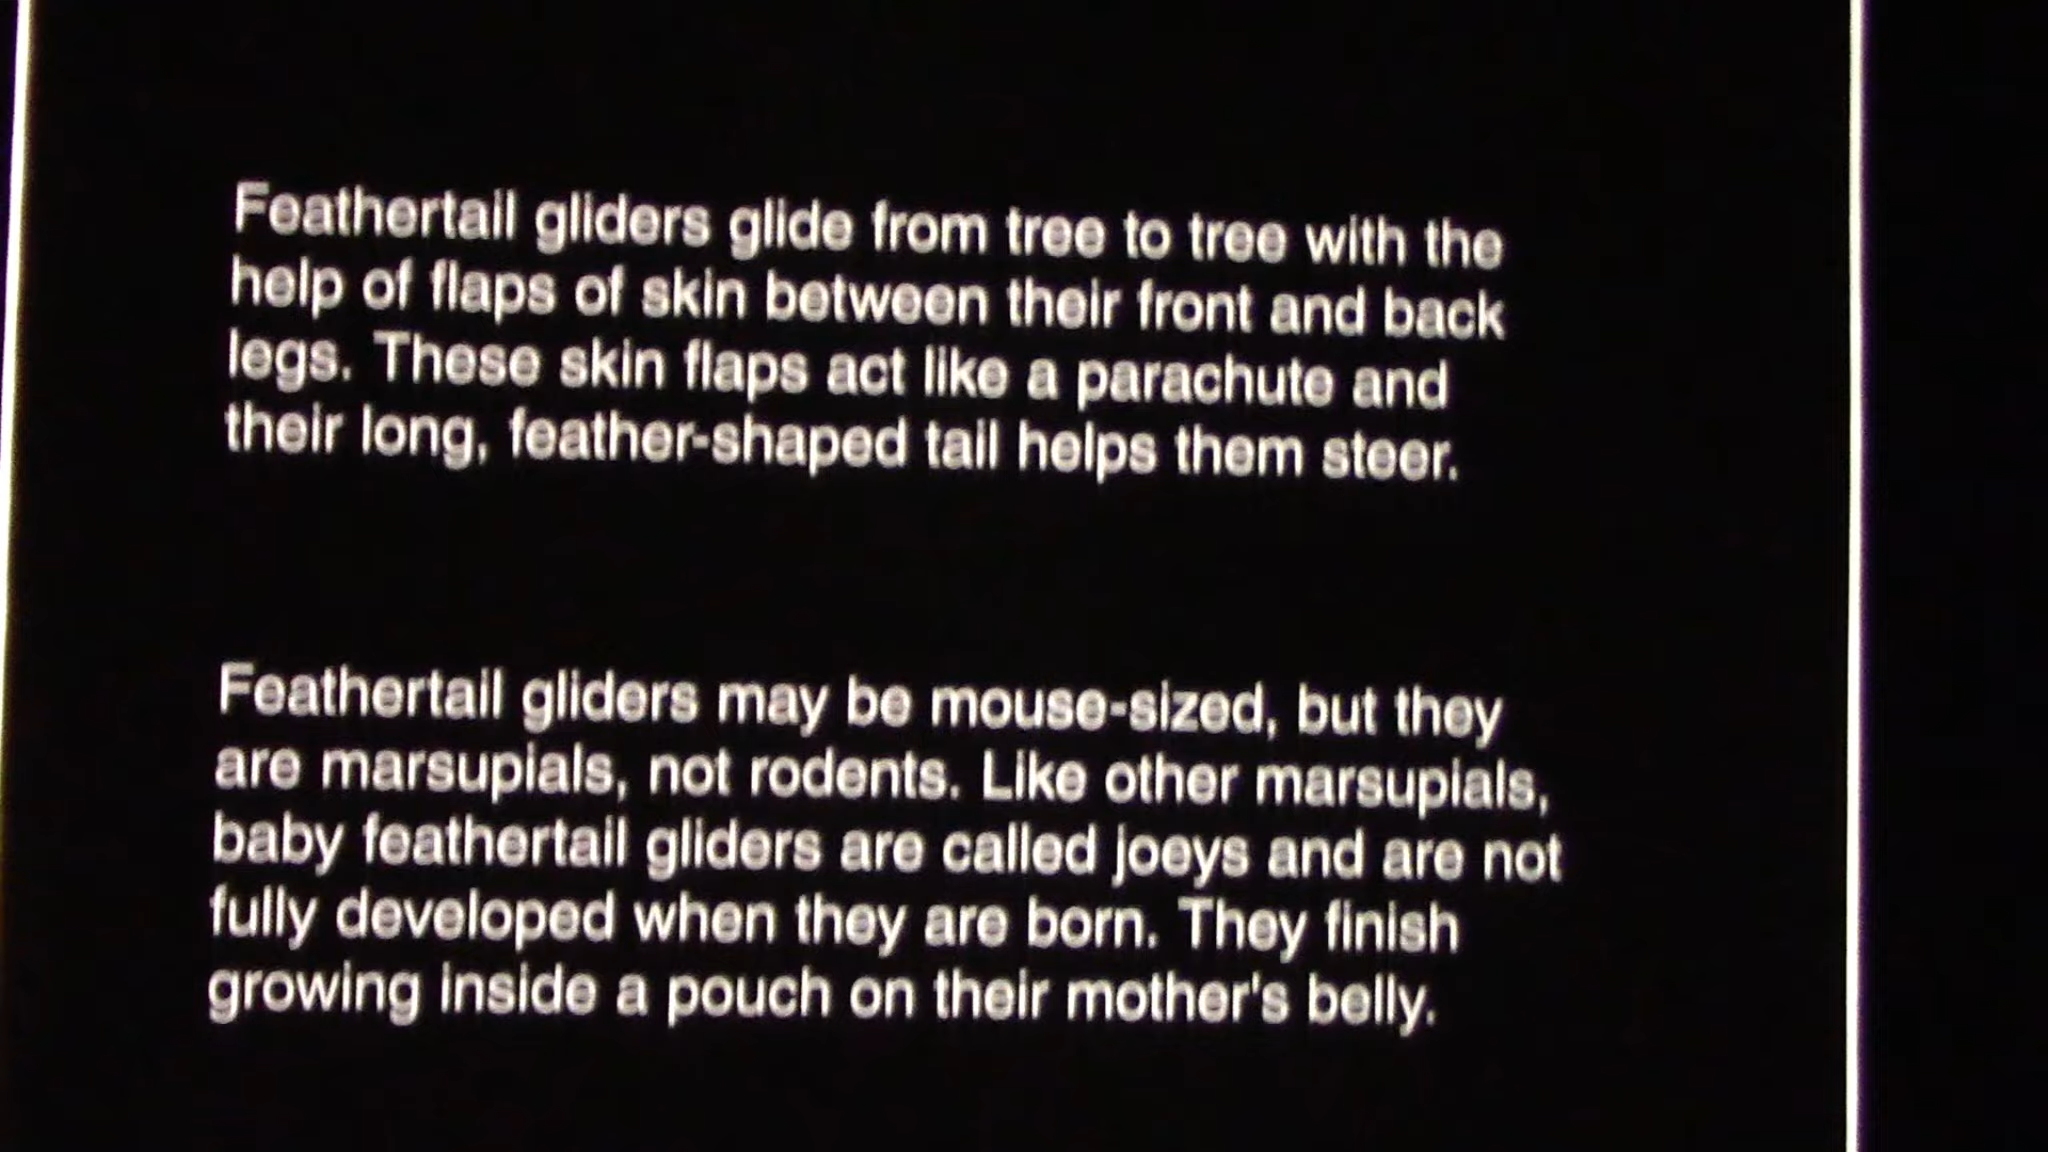 Feathertail gliders glide from tree to tree with the
help of flaps of skin between their front and back
legs. These skin flaps act like a parachute and
their long, feather-shaped tail helps them steer.
Feathertail gliders may be mouse-sized, but they
are marsupials, not rodents. Like other marsupials,
baby feathertail gliders are called joeys and are not
fully developed when they are born. They finish
growing inside a pouch on their mother's belly.